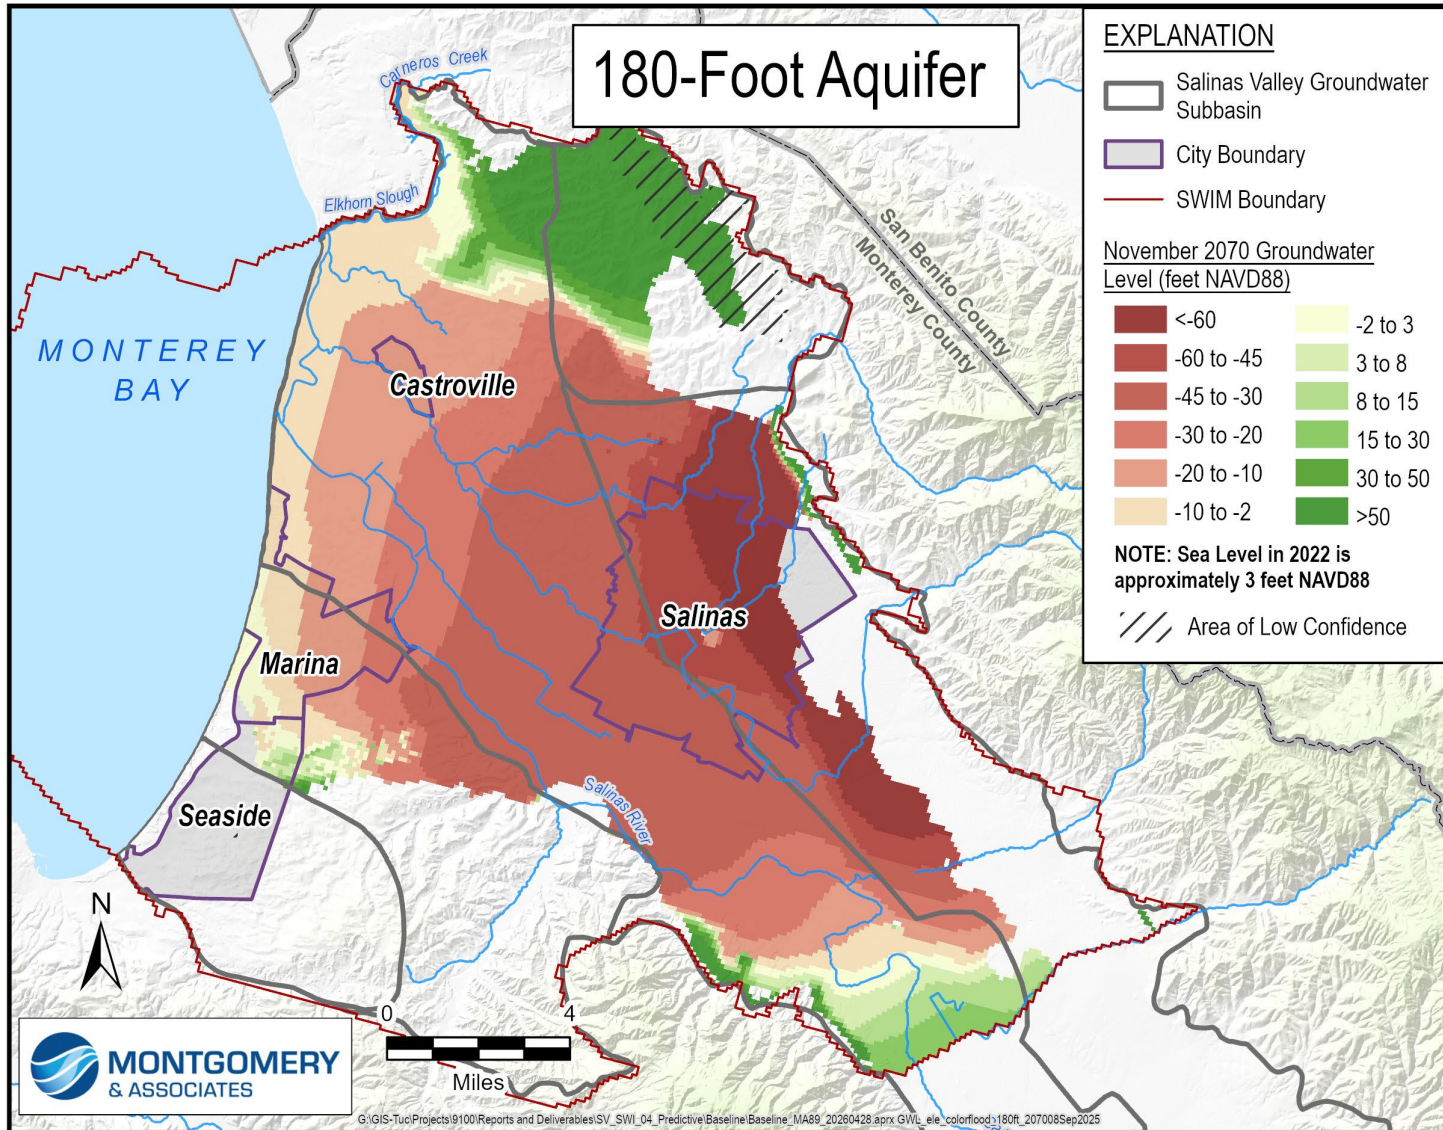 180-Foot Aquifer
Carneros Creek
Elkhorn Slough
MONTEREY
BAY
Castroville
Salinas
Marina
Seaside
Salinas River
San Benito County
Monterey County
EXPLANATION
Salinas Valley Groundwater
Subbasin
City Boundary
SWIM Boundary
November 2070 Groundwater
Level (feet NAVD88)
<-60
-60 to -45
-45 to -30
-30 to -20
-20 to -10
-10 to -2
-2 to 3
3 to 8
8 to 15
15 to 30
30 to 50
>50
NOTE: Sea Level in 2022 is
approximately 3 feet NAVD88
Area of Low Confidence
N
0 4
Miles
MONTGOMERY
& ASSOCIATES
G:\GIS-Tuc\Projects\9100\Reports and Deliverables\SV_SWI_04_Predictive\Baseline\Baseline_MA89_20260428.aprx GWL_ele_colorflood_180ft_207008Sep2025